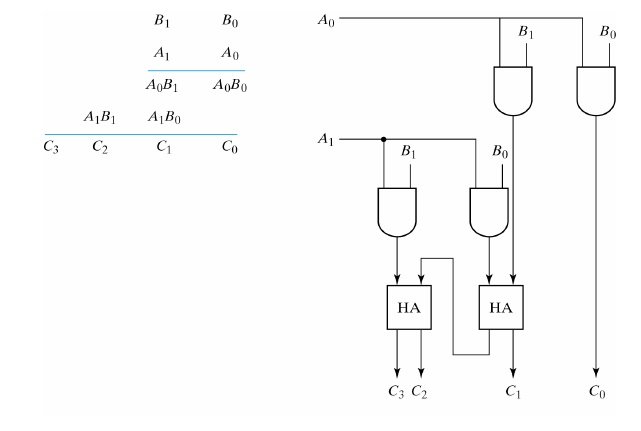 B₁ B₀
A₁ A₀
A₀B₁ A₀B₀
A₁B₁ A₁B₀
C₃ C₂ C₁ C₀
A₀
B₁ B₀
A₁
B₁ B₀
HA HA
C₃ C₂ C₁ C₀